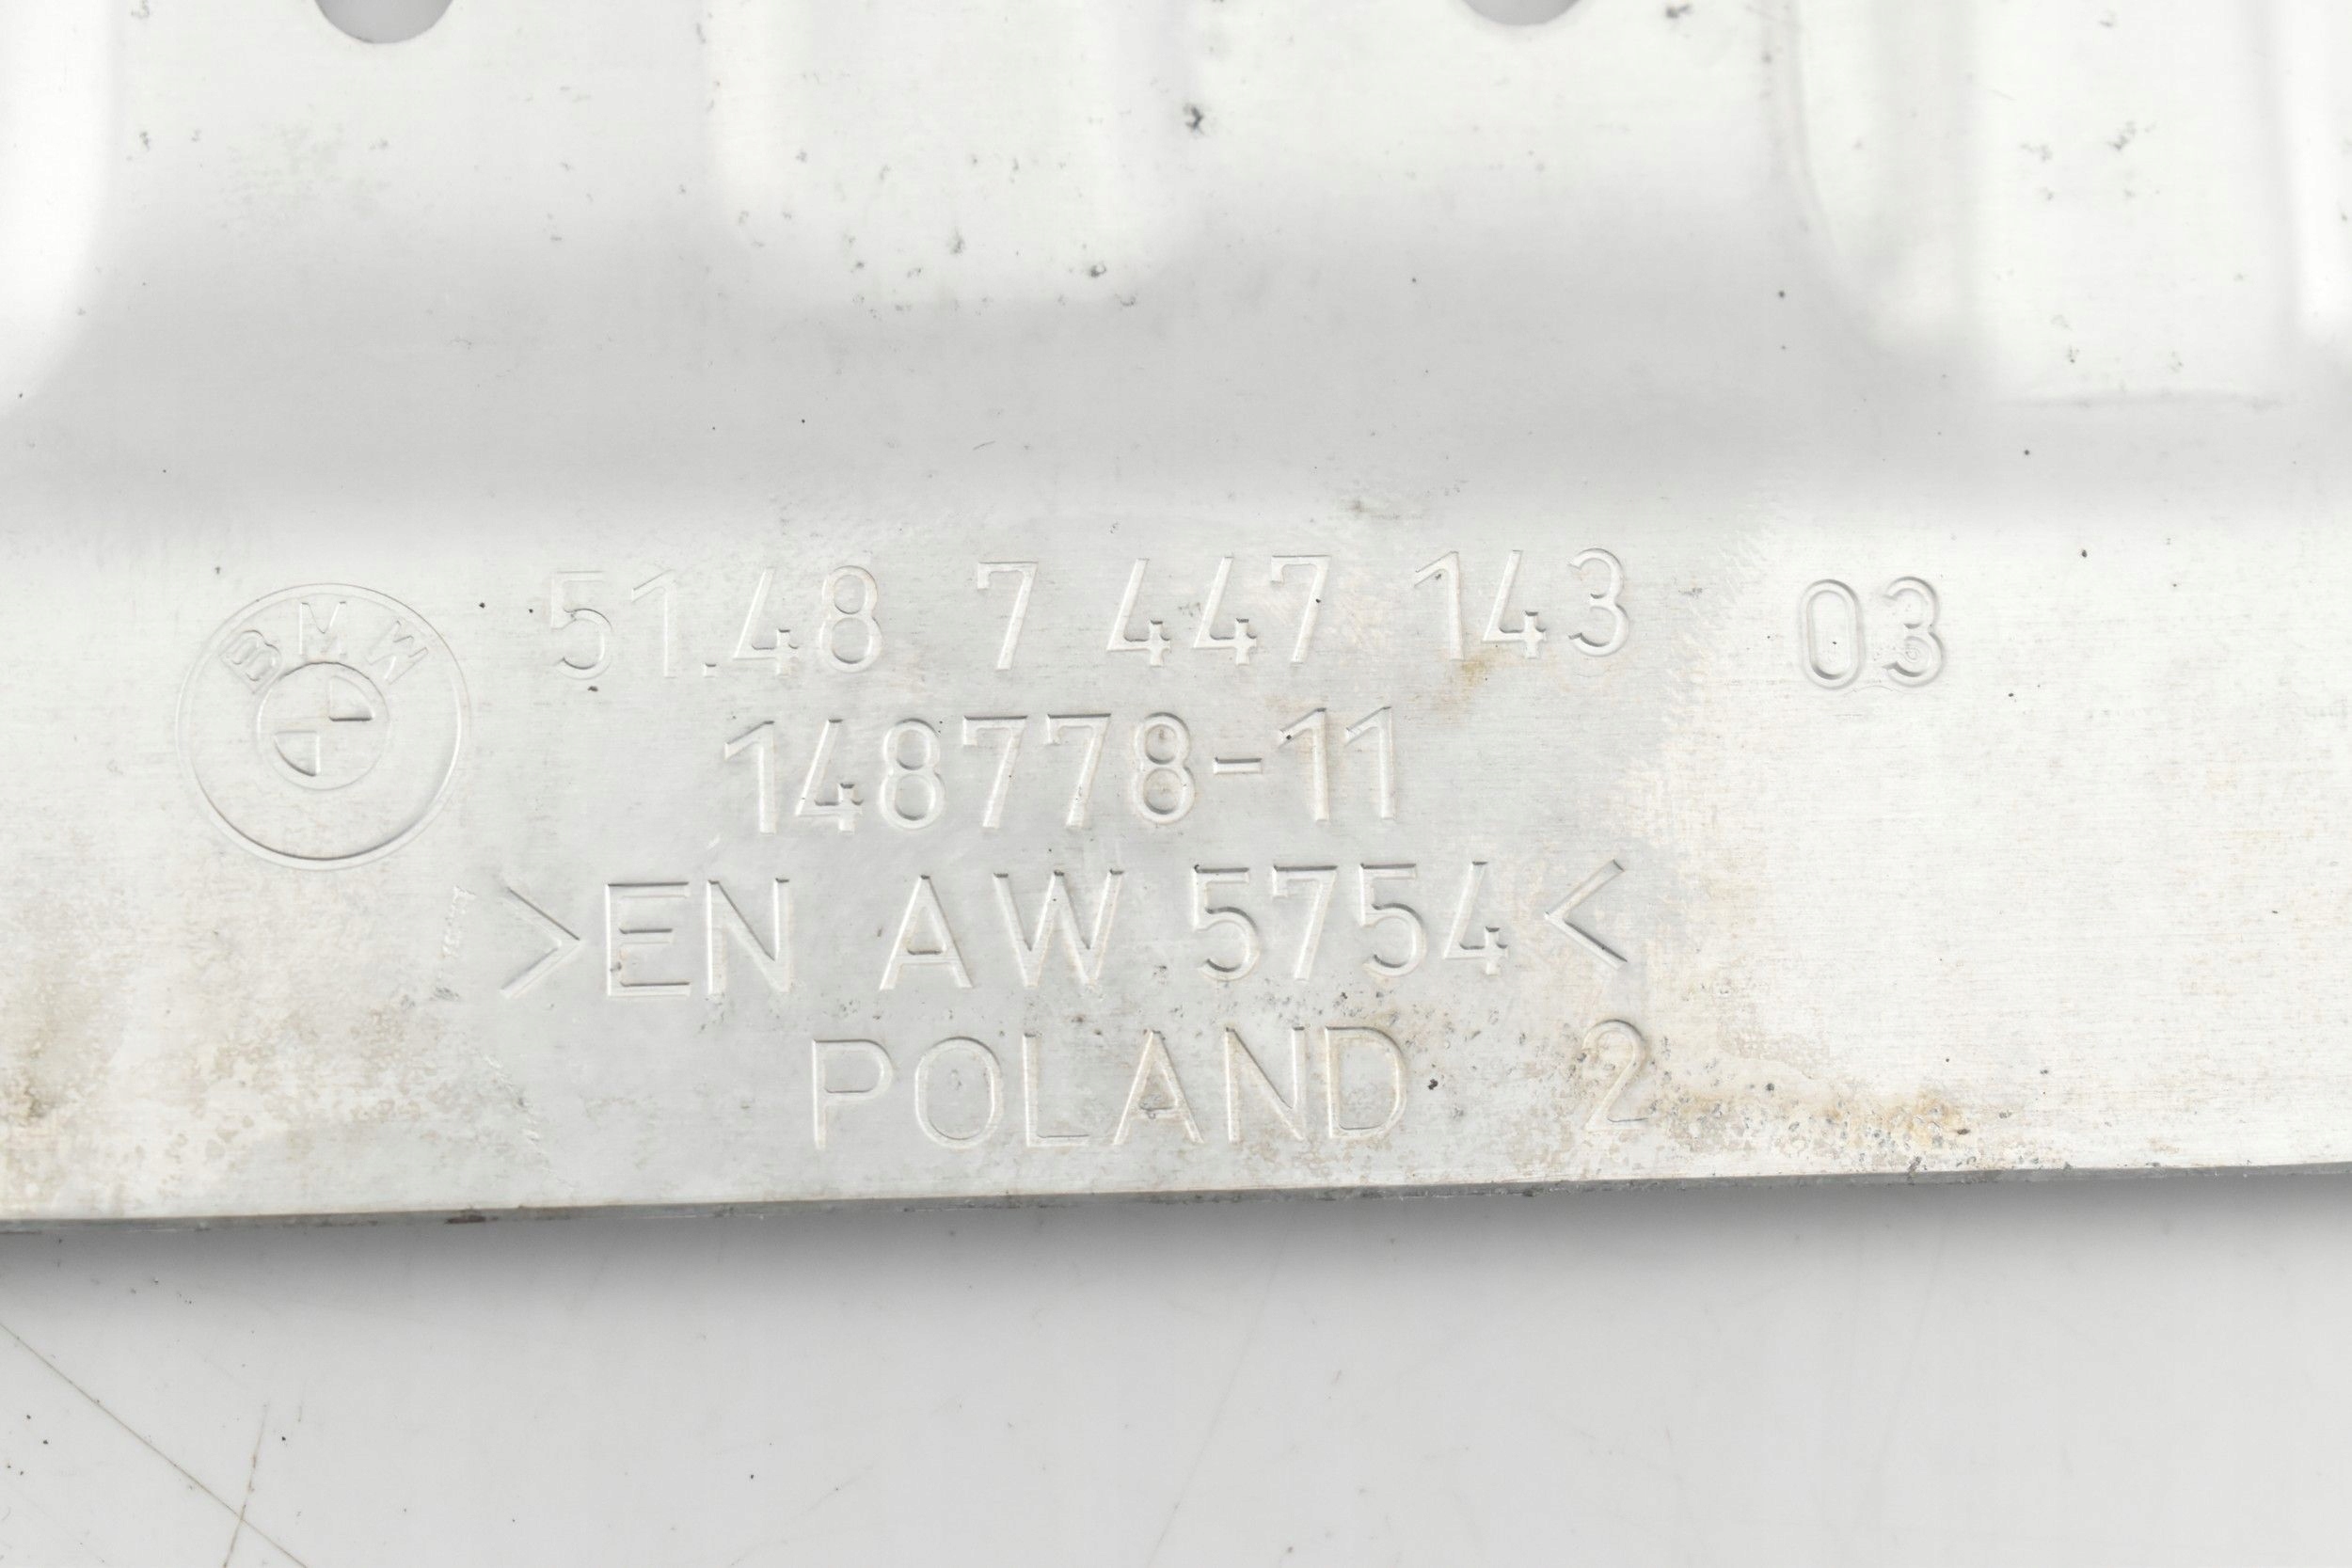 BMW 51.48 7 447 143 03
148778-11
>EN AW 5754<
POLAND 2